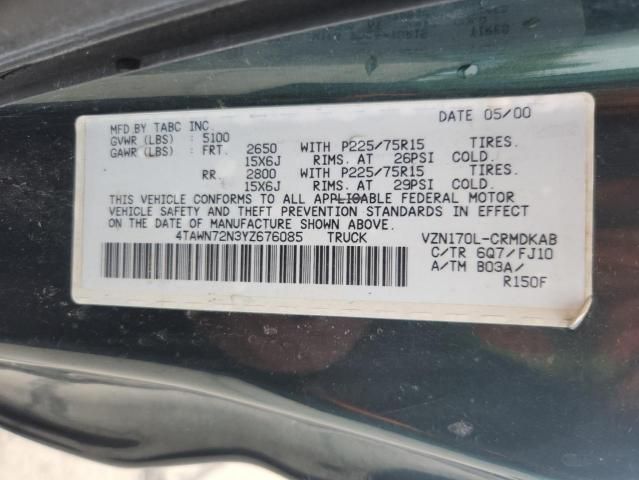 MFD.BY TABC INC. DATE 05/00
GVWR (LBS) : 5100
GAWR (LBS) : FRT. 2650 WITH P225/75R15 TIRES.
15X6J RIMS. AT 26PSI COLD.
RR. 2800 WITH P225/75R15 TIRES.
15X6J RIMS. AT 29PSI COLD.
THIS VEHICLE CONFORMS TO ALL APPLICABLE FEDERAL MOTOR
VEHICLE SAFETY AND THEFT PREVENTION STANDARDS IN EFFECT
ON THE DATE OF MANUFACTURE SHOWN ABOVE.
4TAWN72N3YZ676085 TRUCK VZN170L-CRMDKAB
C/TR 6Q7/FJ10
A/TM B03A/
R150F